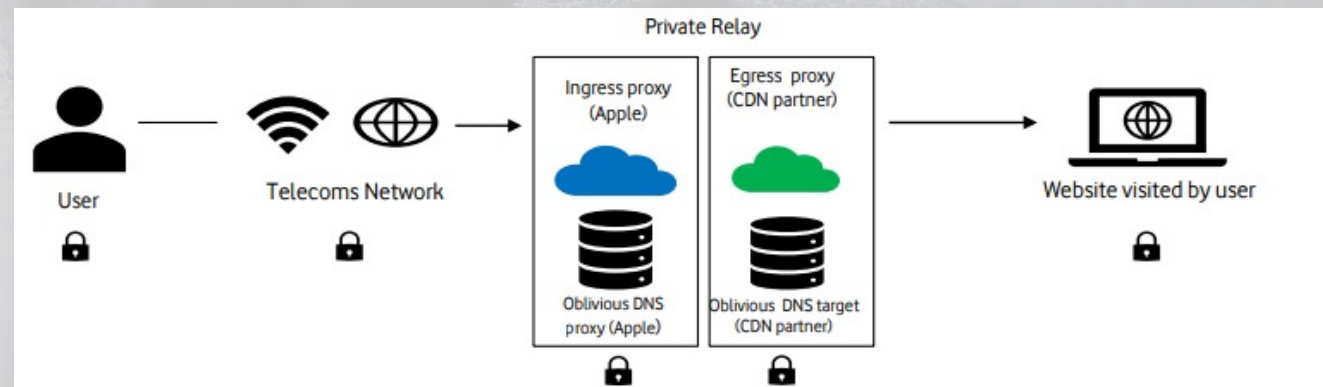 Private Relay
Ingress proxy
(Apple)
Egress proxy
(CDN partner)
User
Telecoms Network
Website visited by user
Oblivious DNS
proxy (Apple)
Oblivious DNS target
(CDN partner)